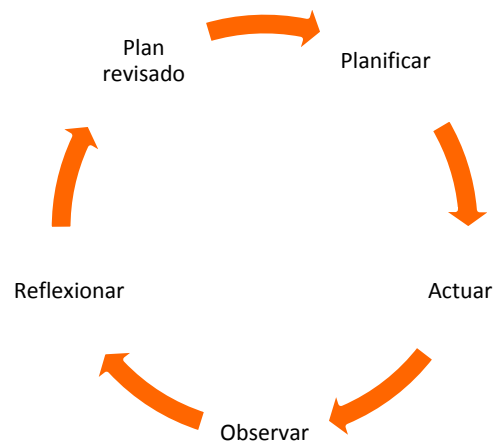 Plan
revisado
Planificar
Actuar
Observar
Reflexionar